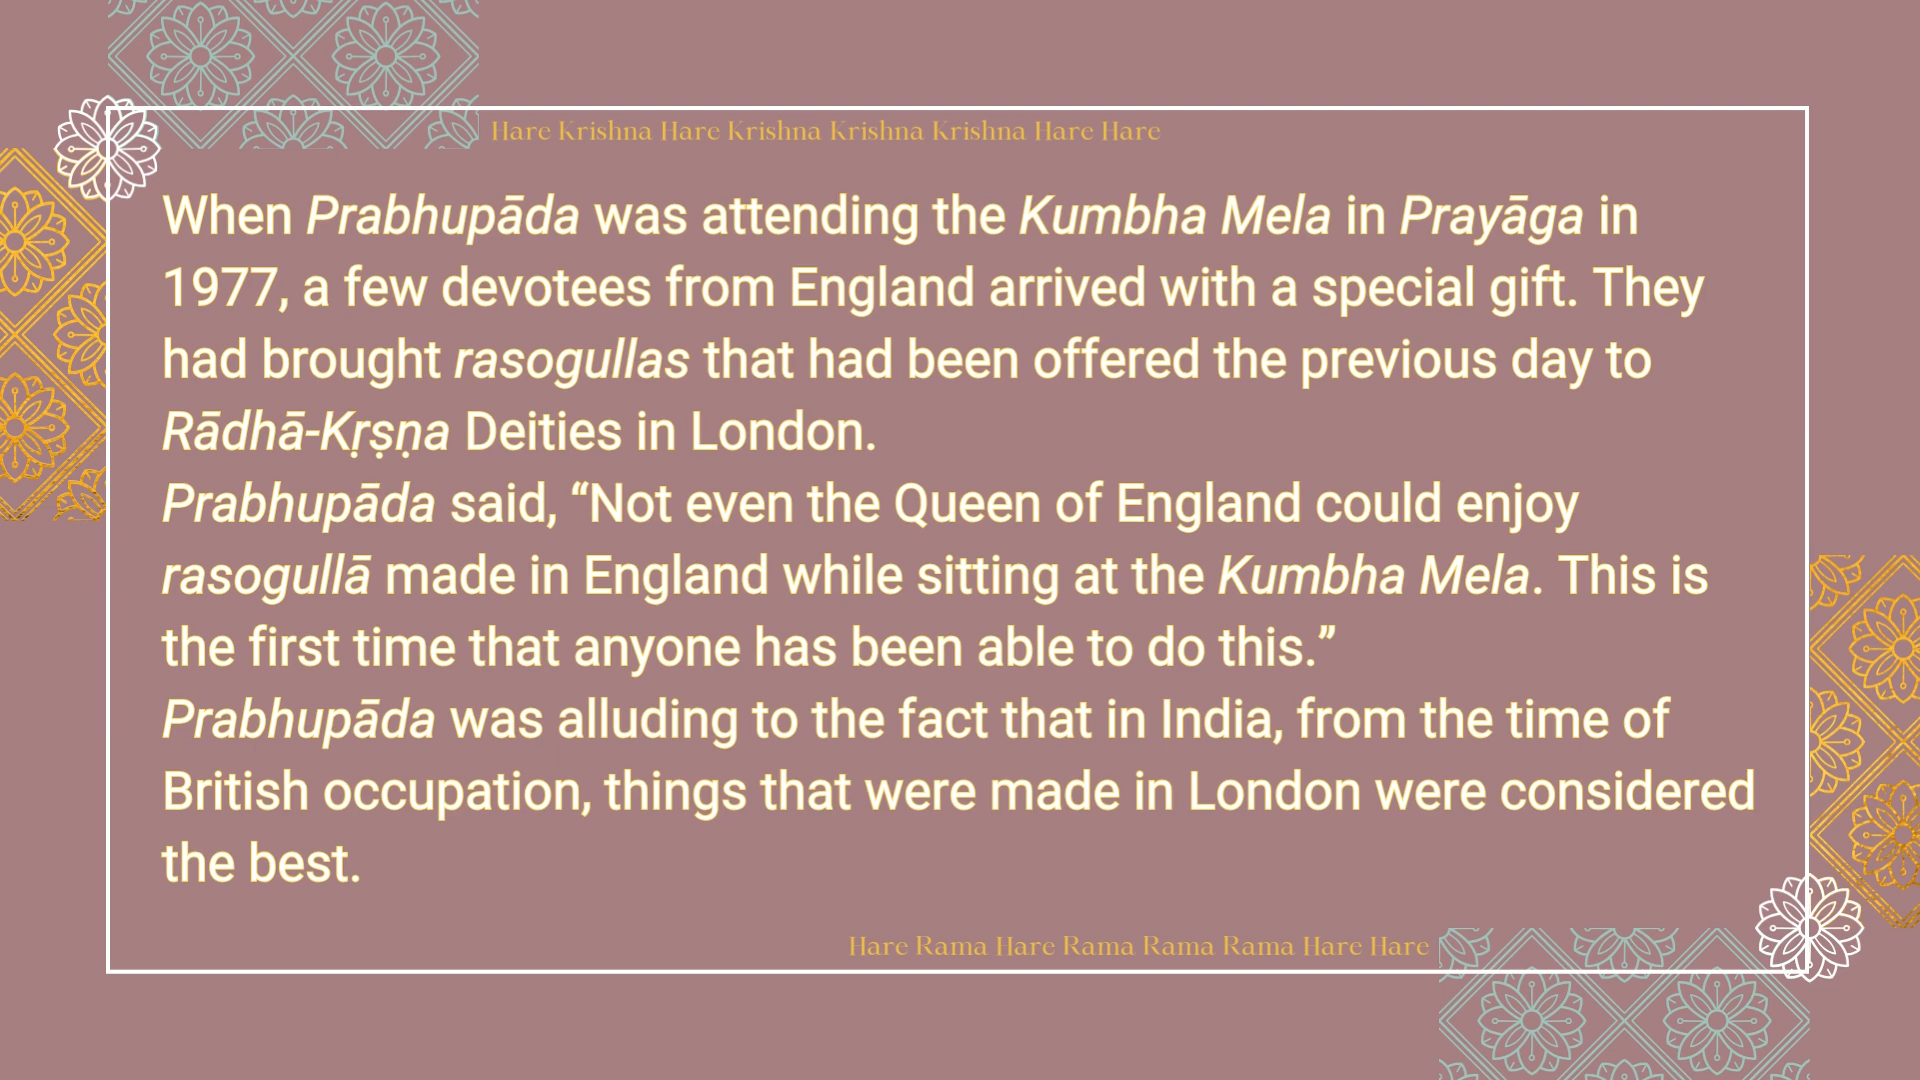 Hare Krishna Hare Krishna Krishna Krishna Hare Hare
When Prabhupāda was attending the Kumbha Mela in Prayāga in
1977, a few devotees from England arrived with a special gift. They
had brought rasogullas that had been offered the previous day to
Rādhā-Kṛṣṇa Deities in London.
Prabhupāda said, “Not even the Queen of England could enjoy
rasogullā made in England while sitting at the Kumbha Mela. This is
the first time that anyone has been able to do this.”
Prabhupāda was alluding to the fact that in India, from the time of
British occupation, things that were made in London were considered
the best.
Hare Rama Hare Rama Rama Rama Hare Hare